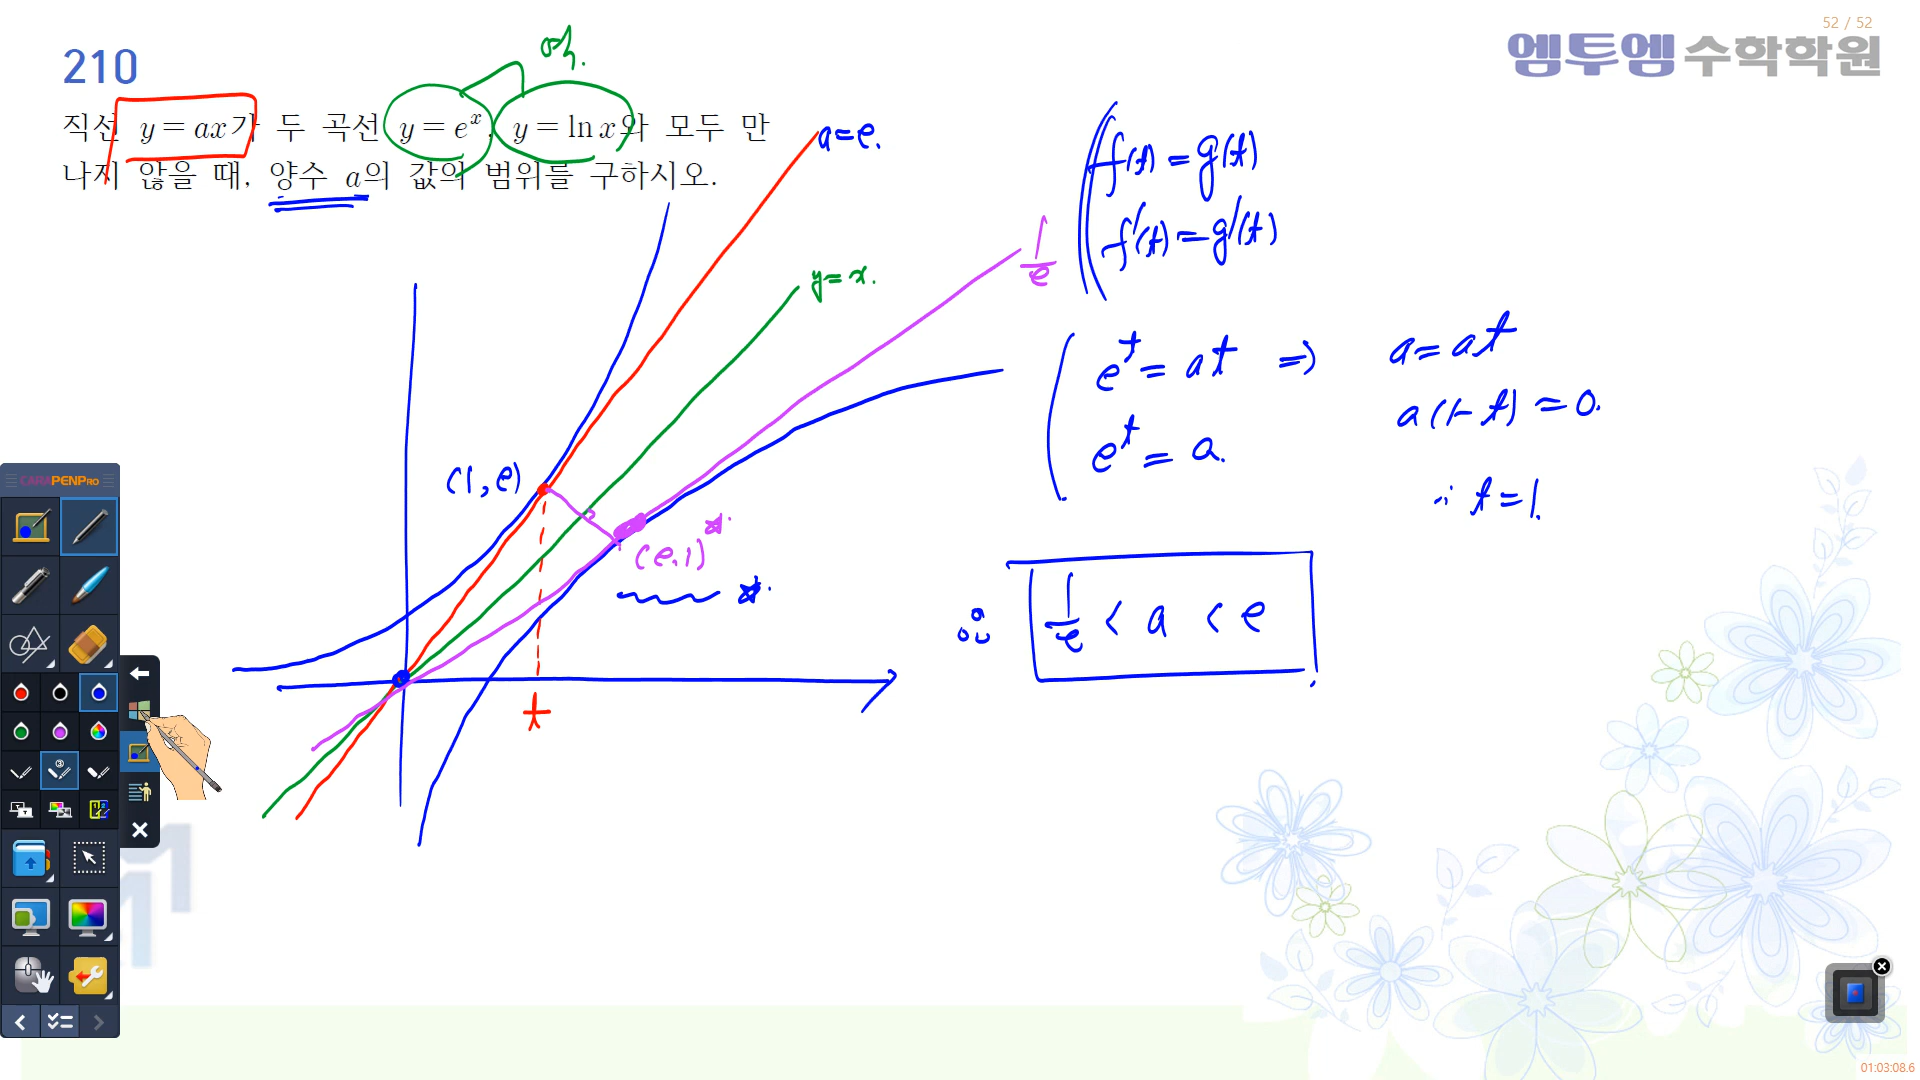 52 / 52
엠투엠수학학원
210
역.
직선 y = ax가 두 곡선 y = e^x, y = ln x와 모두 만
나지 않을 때, 양수 a의 값의 범위를 구하시오.
a=e.
y=x.
1/e
(1, e)
(e, 1)
t
f(t) = g(t)
f'(t) = g'(t)
e^t = at ⇒ a = at
e^t = a.
a(1-t) = 0.
∴ t = 1.
∴ 1/e < a < e
CARAPENPRO
01:03:08.6